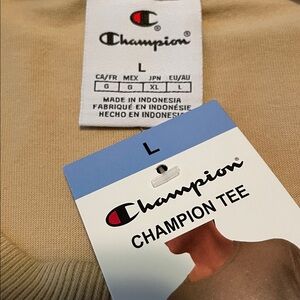 Champion
L
CA/FR MEX JPN EU/AU
G G XL L
MADE IN INDONESIA
FABRIQUÉ EN INDONÉSIE
HECHO EN INDONESIA
L
Champion
CHAMPION TEE